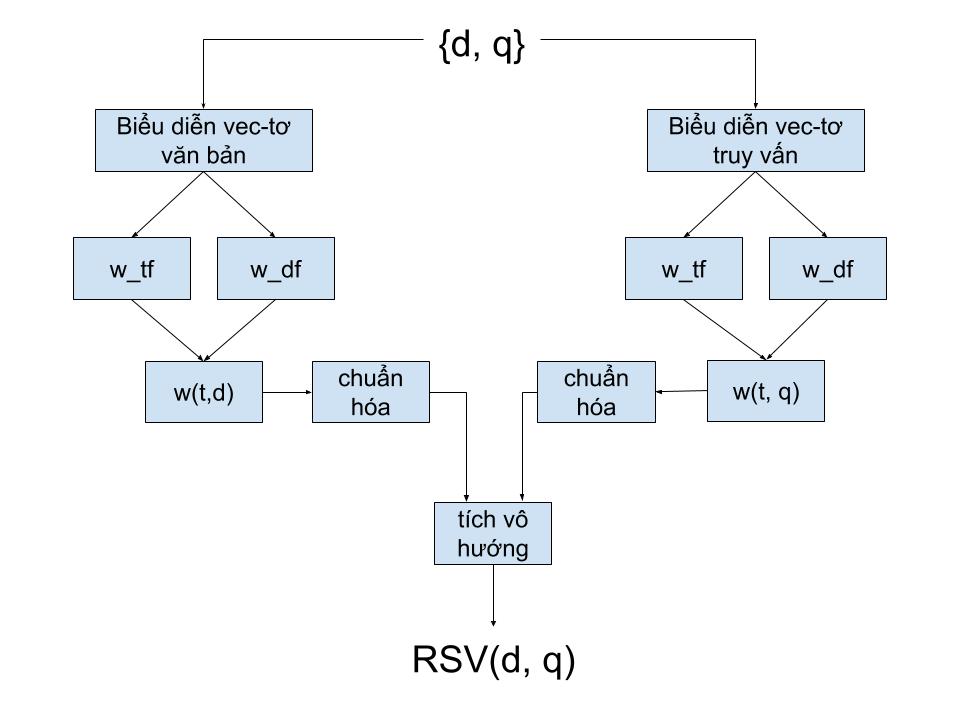 {d, q}
Biểu diễn vec-tơ
văn bản
Biểu diễn vec-tơ
truy vấn
w_tf
w_df
w_tf
w_df
w(t,d)
chuẩn
hóa
chuẩn
hóa
w(t, q)
tích vô
hướng
RSV(d, q)